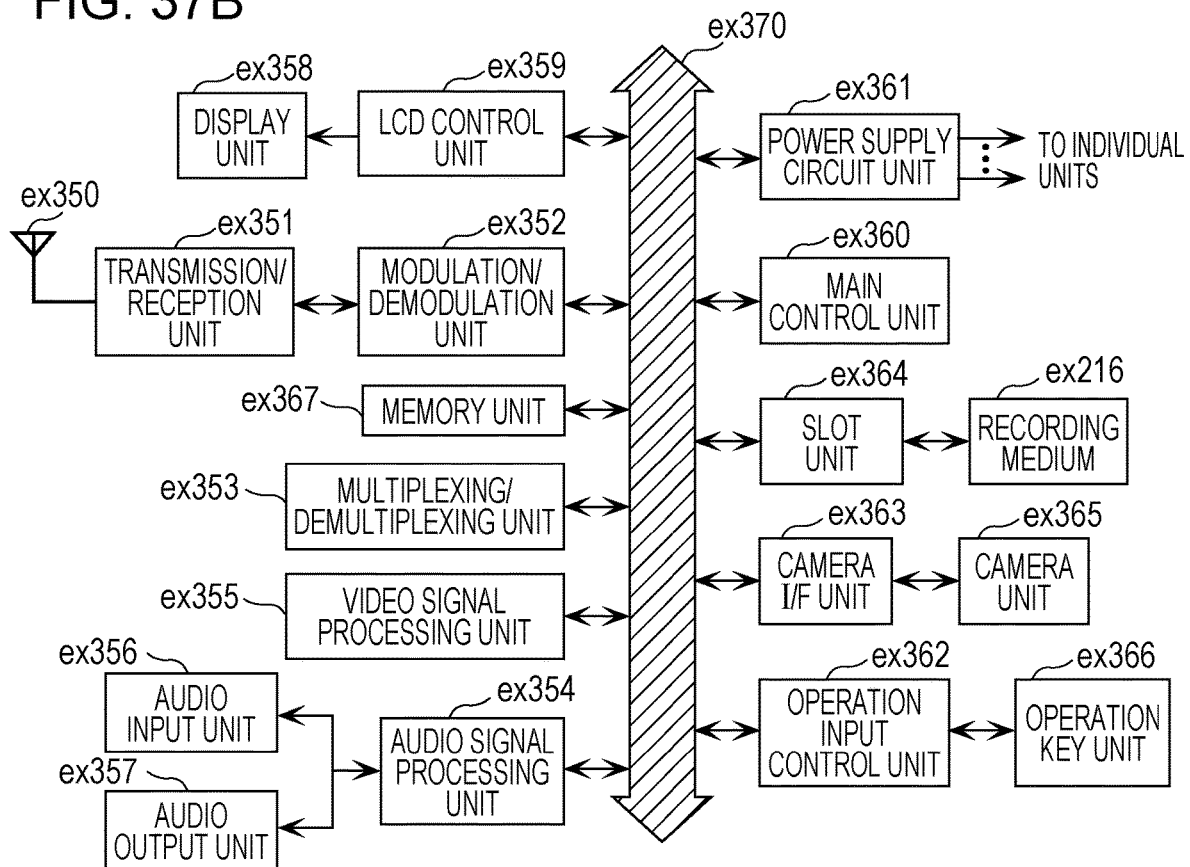 FIG. 37B
ex370
ex358
DISPLAY
UNIT
ex359
LCD CONTROL
UNIT
ex361
POWER SUPPLY
CIRCUIT UNIT
TO INDIVIDUAL
UNITS
ex350
ex351
TRANSMISSION/
RECEPTION
UNIT
ex352
MODULATION/
DEMODULATION
UNIT
ex360
MAIN
CONTROL UNIT
ex367
MEMORY UNIT
ex364
SLOT
UNIT
ex216
RECORDING
MEDIUM
ex353
MULTIPLEXING/
DEMULTIPLEXING UNIT
ex363
CAMERA
I/F UNIT
ex365
CAMERA
UNIT
ex355
VIDEO SIGNAL
PROCESSING UNIT
ex356
AUDIO
INPUT UNIT
ex354
AUDIO SIGNAL
PROCESSING
UNIT
ex362
OPERATION
INPUT
CONTROL UNIT
ex366
OPERATION
KEY UNIT
ex357
AUDIO
OUTPUT UNIT